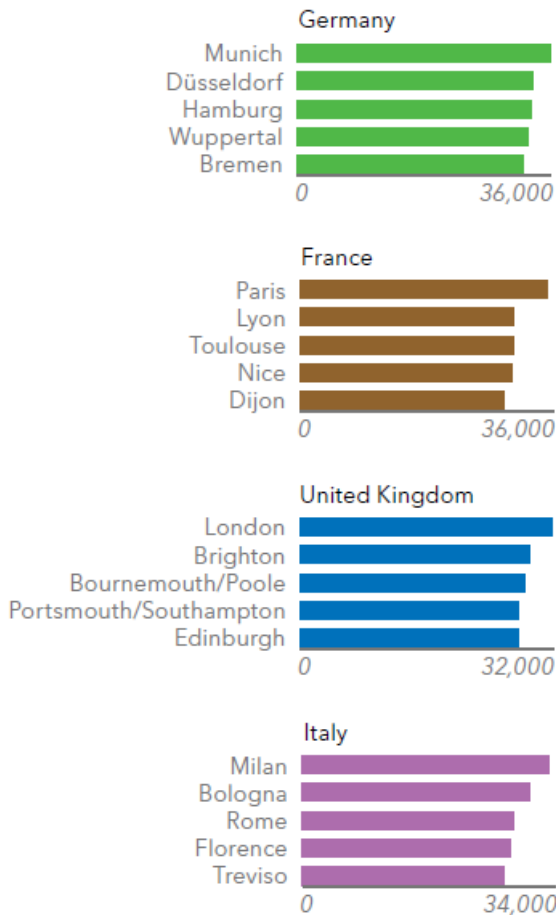 Germany
Munich
Düsseldorf
Hamburg
Wuppertal
Bremen
0 36,000
France
Paris
Lyon
Toulouse
Nice
Dijon
0 36,000
United Kingdom
London
Brighton
Bournemouth/Poole
Portsmouth/Southampton
Edinburgh
0 32,000
Italy
Milan
Bologna
Rome
Florence
Treviso
0 34,000